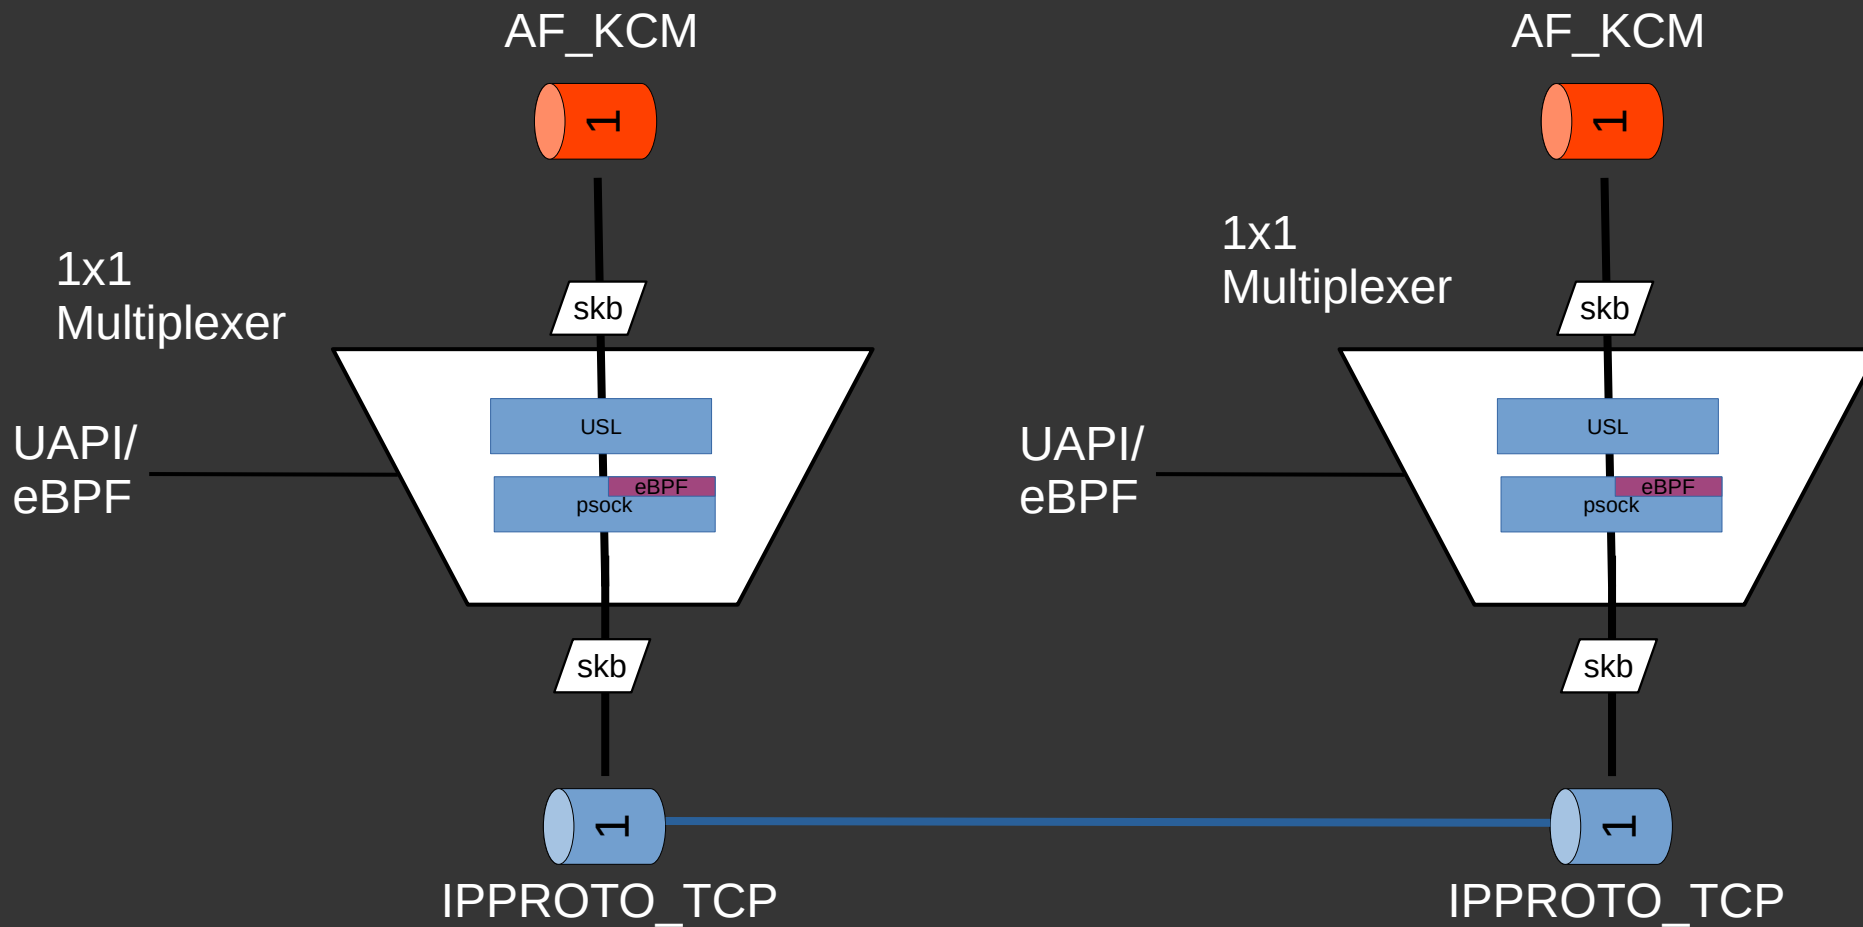 AF_KCM
1
1x1
Multiplexer
skb
UAPI/
eBPF
USL
eBPF
psock
skb
1
IPPROTO_TCP
AF_KCM
1
1x1
Multiplexer
skb
UAPI/
eBPF
USL
eBPF
psock
skb
1
IPPROTO_TCP